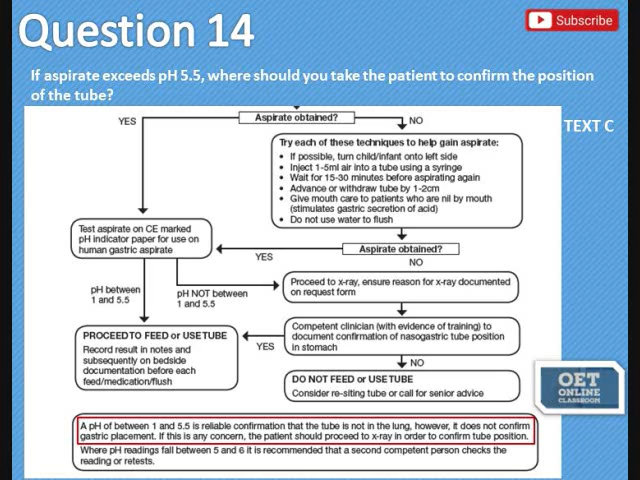 Question 14
Subscribe
If aspirate exceeds pH 5.5, where should you take the patient to confirm the position
of the tube?
TEXT C
Aspirate obtained?
YES
NO
Try each of these techniques to help gain aspirate:
• If possible, turn child/infant onto left side
• Inject 1-5ml air into a tube using a syringe
• Wait for 15-30 minutes before aspirating again
• Advance or withdraw tube by 1-2cm
• Give mouth care to patients who are nil by mouth
(stimulates gastric secretion of acid)
• Do not use water to flush
Test aspirate on CE marked
pH indicator paper for use on
human gastric aspirate
Aspirate obtained?
YES
NO
pH between
1 and 5.5
pH NOT between
1 and 5.5
Proceed to x-ray, ensure reason for x-ray documented
on request form
PROCEED TO FEED or USE TUBE
Record result in notes and
subsequently on bedside
documentation before each
feed/medication/flush
YES
Competent clinician (with evidence of training) to
document confirmation of nasogastric tube position
in stomach
NO
DO NOT FEED or USE TUBE
Consider re-siting tube or call for senior advice
OET
ONLINE
CLASSROOM
A pH of between 1 and 5.5 is reliable confirmation that the tube is not in the lung, however, it does not confirm
gastric placement. If this is any concern, the patient should proceed to x-ray in order to confirm tube position.
Where pH readings fall between 5 and 6 it is recommended that a second competent person checks the
reading or retests.